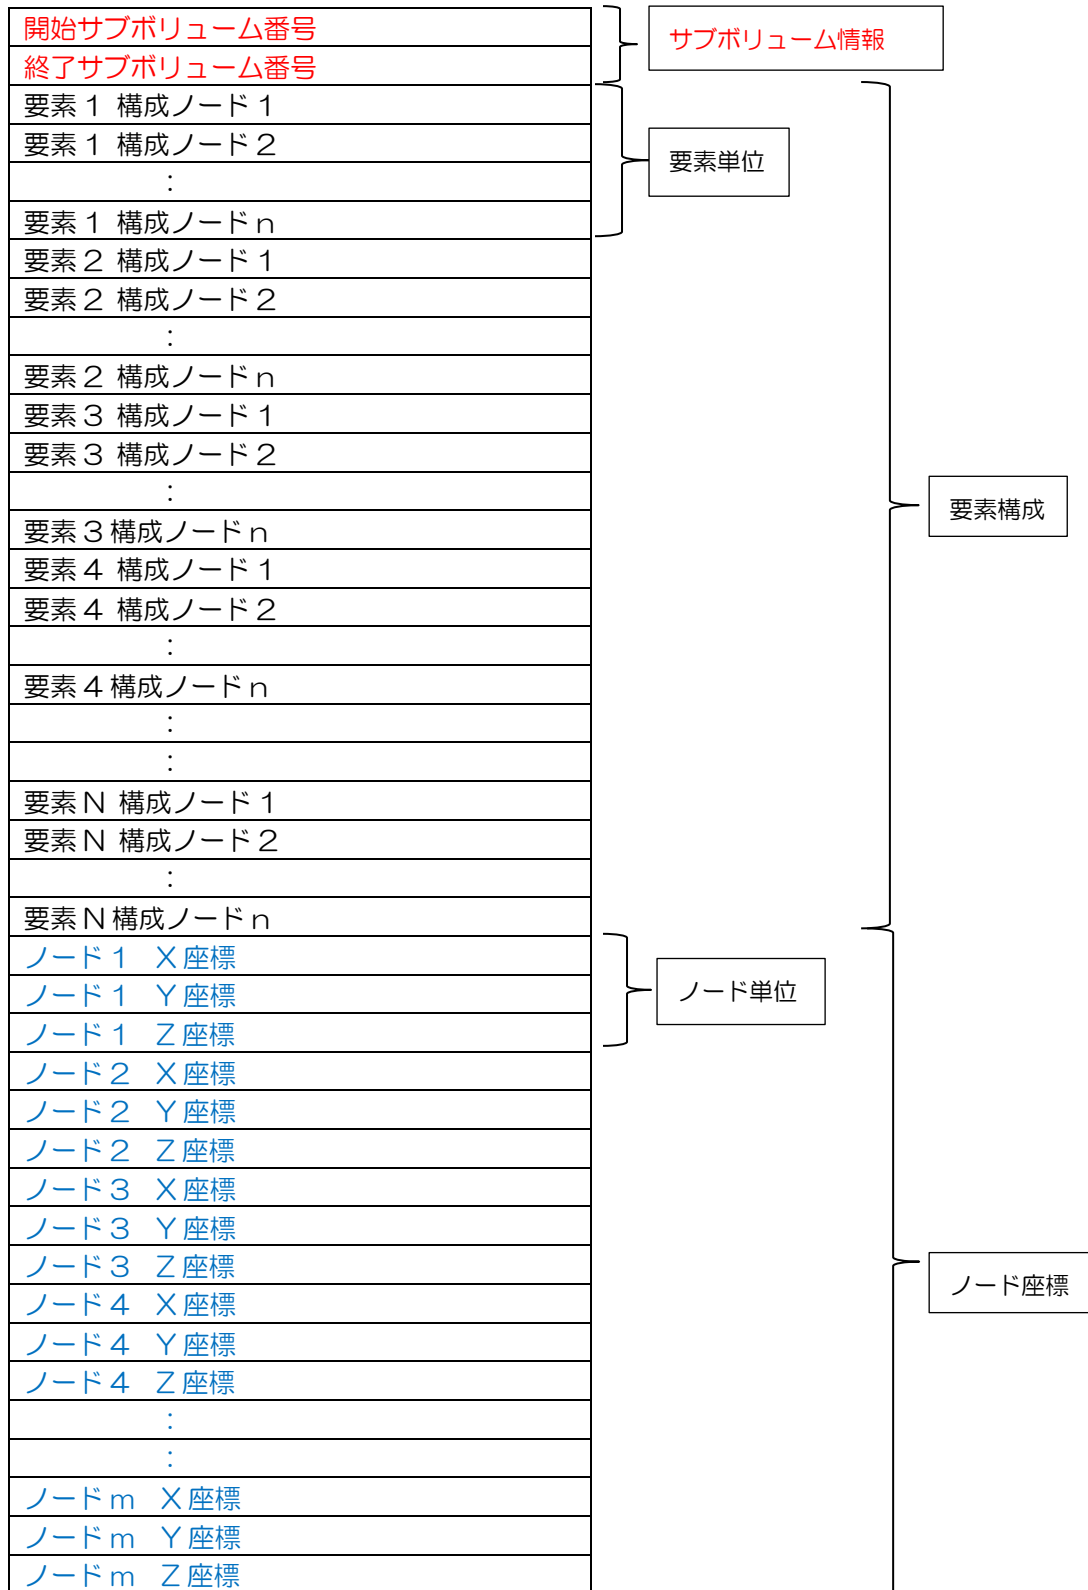 開始サブボリューム番号
サブボリューム情報
終了サブボリューム番号
要素１ 構成ノード１
要素１ 構成ノード２
要素単位
：
要素１ 構成ノードｎ
要素２ 構成ノード１
要素２ 構成ノード２
：
要素２ 構成ノードｎ
要素３ 構成ノード１
要素３ 構成ノード２
：
要素構成
要素３構成ノードｎ
要素４ 構成ノード１
要素４ 構成ノード２
：
要素４構成ノードｎ
：
：
要素Ｎ 構成ノード１
要素Ｎ 構成ノード２
：
要素Ｎ構成ノードｎ
ノード１　Ｘ座標
ノード１　Ｙ座標
ノード単位
ノード１　Ｚ座標
ノード２　Ｘ座標
ノード２　Ｙ座標
ノード２　Ｚ座標
ノード３　Ｘ座標
ノード３　Ｙ座標
ノード３　Ｚ座標
ノード座標
ノード４　Ｘ座標
ノード４　Ｙ座標
ノード４　Ｚ座標
：
：
ノードｍ　Ｘ座標
ノードｍ　Ｙ座標
ノードｍ　Ｚ座標